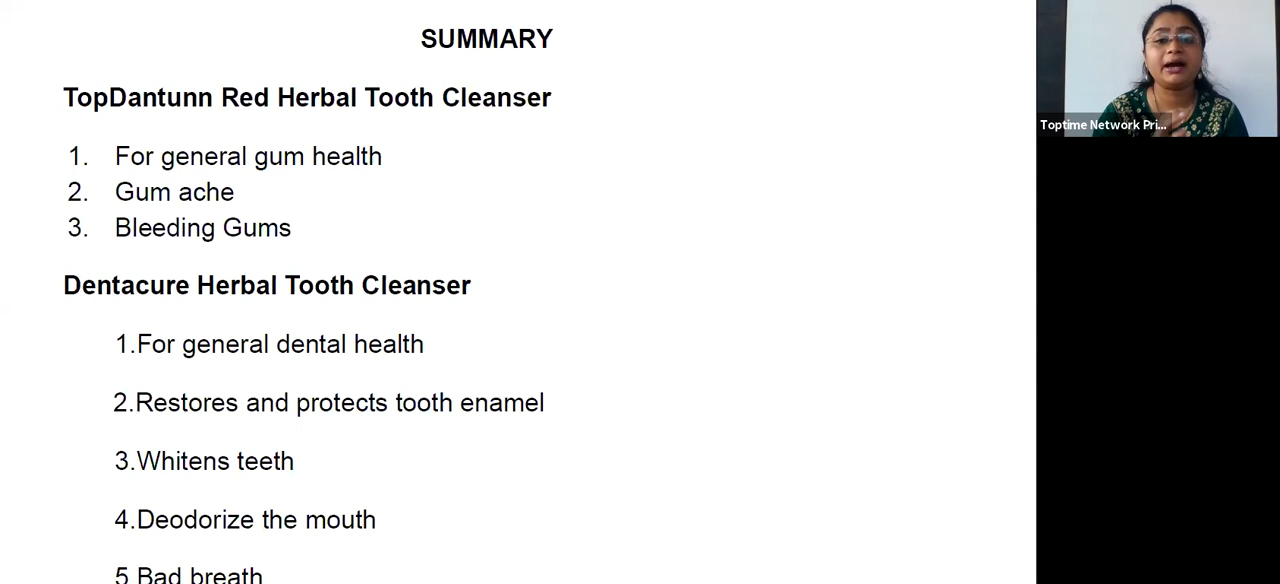 SUMMARY
TopDantunn Red Herbal Tooth Cleanser
1. For general gum health
2. Gum ache
3. Bleeding Gums
Dentacure Herbal Tooth Cleanser
1.For general dental health
2.Restores and protects tooth enamel
3.Whitens teeth
4.Deodorize the mouth
5 Bad breath
Toptime Network Pri...